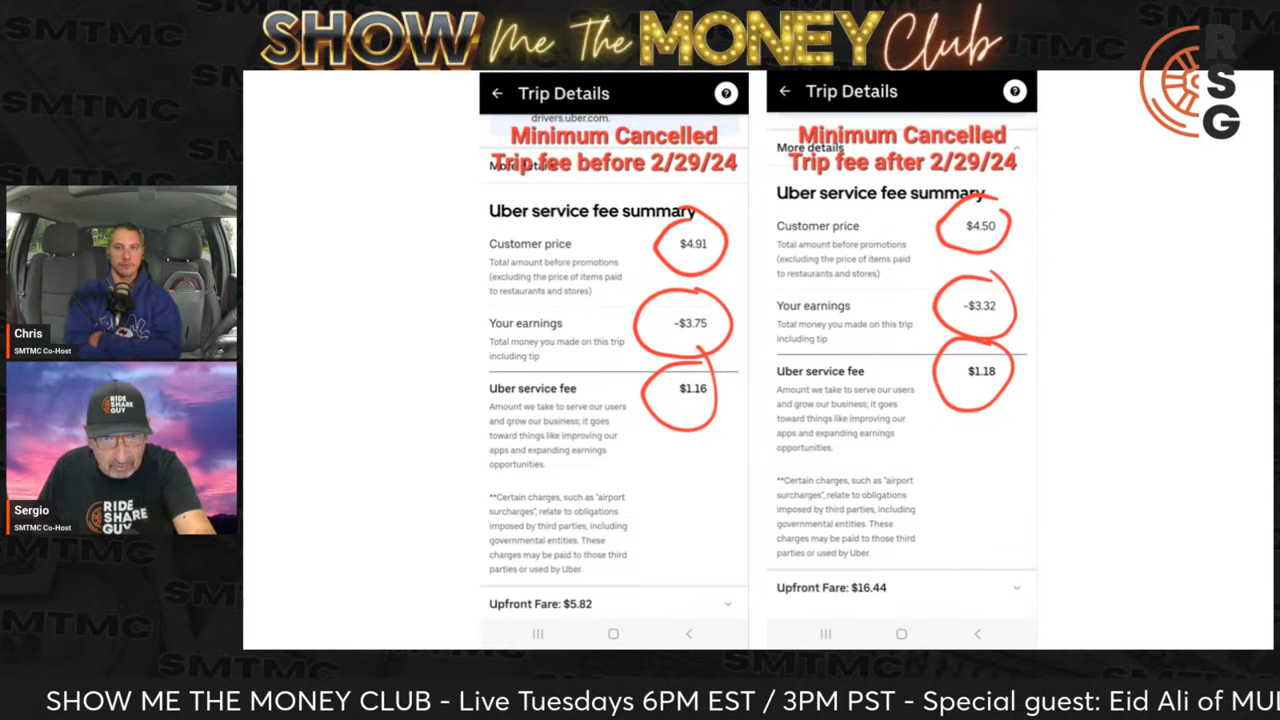 SHOW Me The MONEY Club
RSG
← Trip Details ?
drivers.uber.com.
Minimum Cancelled
Trip fee before 2/29/24
Uber service fee summary
Customer price $4.91
Total amount before promotions
(excluding the price of items paid
to restaurants and stores)
Your earnings -$3.75
Total money you made on this trip
including tip
Uber service fee $1.16
Amount we take to serve our users
and grow our business; it goes
toward things like improving our
apps and expanding earnings
opportunities.
**Certain charges, such as "airport
surcharges", relate to obligations
imposed by third parties, including
governmental entities. These
charges may be paid to those third
parties or used by Uber.
Upfront Fare: $5.82
← Trip Details ?
Minimum Cancelled
More details
Trip fee after 2/29/24
Uber service fee summary
Customer price $4.50
Total amount before promotions
(excluding the price of items paid
to restaurants and stores)
Your earnings -$3.32
Total money you made on this trip
including tip
Uber service fee $1.18
Amount we take to serve our users
and grow our business; it goes
toward things like improving our
apps and expanding earnings
opportunities.
**Certain charges, such as "airport
surcharges", relate to obligations
imposed by third parties, including
governmental entities. These
charges may be paid to those third
parties or used by Uber.
Upfront Fare: $16.44
Chris
SMTMC Co-Host
RIDE
SHARE
GUY
RIDE
SHARE
GUY
Sergio
SMTMC Co-Host
SMTMC
SHOW ME THE MONEY CLUB - Live Tuesdays 6PM EST / 3PM PST - Special guest: Eid Ali of